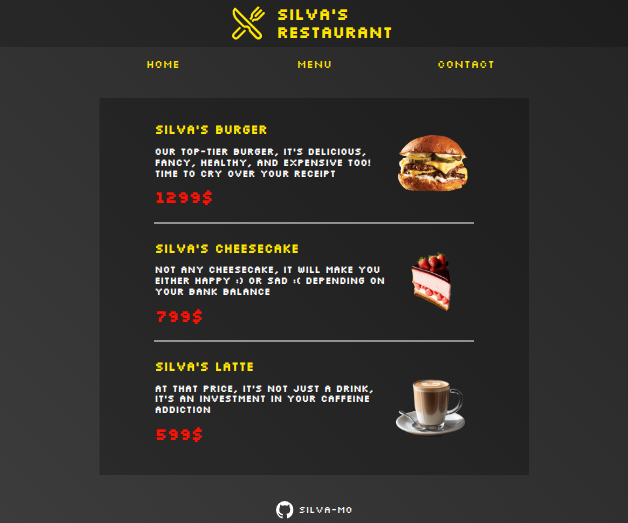 SILVA'S
RESTAURANT
HOME
MENU
CONTACT
SILVA'S BURGER
OUR TOP-TIER BURGER, IT'S DELICIOUS,
FANCY, HEALTHY, AND EXPENSIVE TOO!
TIME TO CRY OVER YOUR RECEIPT
1299$
SILVA'S CHEESECAKE
NOT ANY CHEESECAKE, IT WILL MAKE YOU
EITHER HAPPY :) OR SAD :( DEPENDING ON
YOUR BANK BALANCE
799$
SILVA'S LATTE
AT THAT PRICE, IT'S NOT JUST A DRINK,
IT'S AN INVESTMENT IN YOUR CAFFEINE
ADDICTION
599$
SILVA-MO